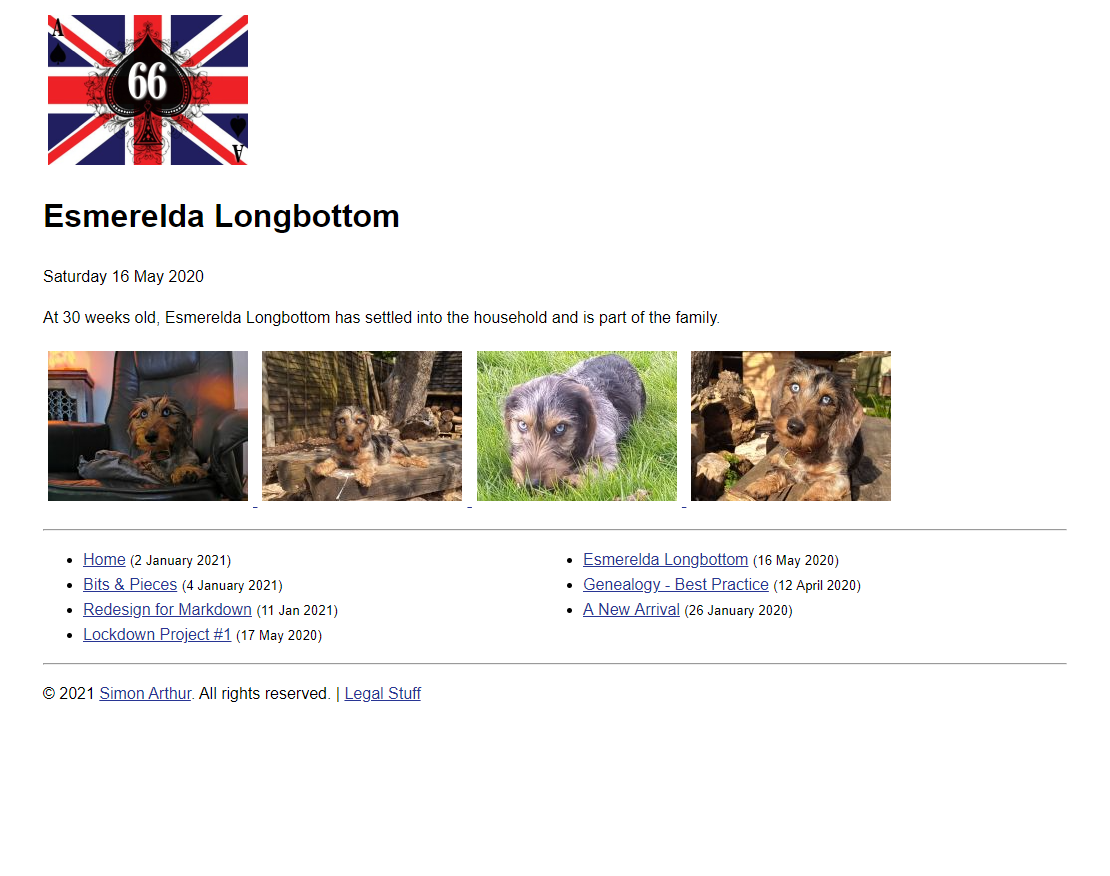 A
66
A
Esmerelda Longbottom
Saturday 16 May 2020
At 30 weeks old, Esmerelda Longbottom has settled into the household and is part of the family.
Home (2 January 2021)
Bits & Pieces (4 January 2021)
Redesign for Markdown (11 Jan 2021)
Lockdown Project #1 (17 May 2020)
Esmerelda Longbottom (16 May 2020)
Genealogy - Best Practice (12 April 2020)
A New Arrival (26 January 2020)
© 2021 Simon Arthur. All rights reserved. | Legal Stuff